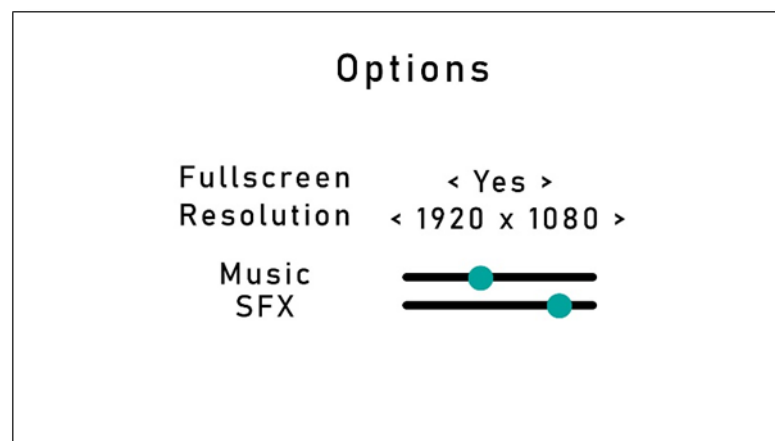 Options
Fullscreen < Yes >
Resolution < 1920 x 1080 >
Music
SFX